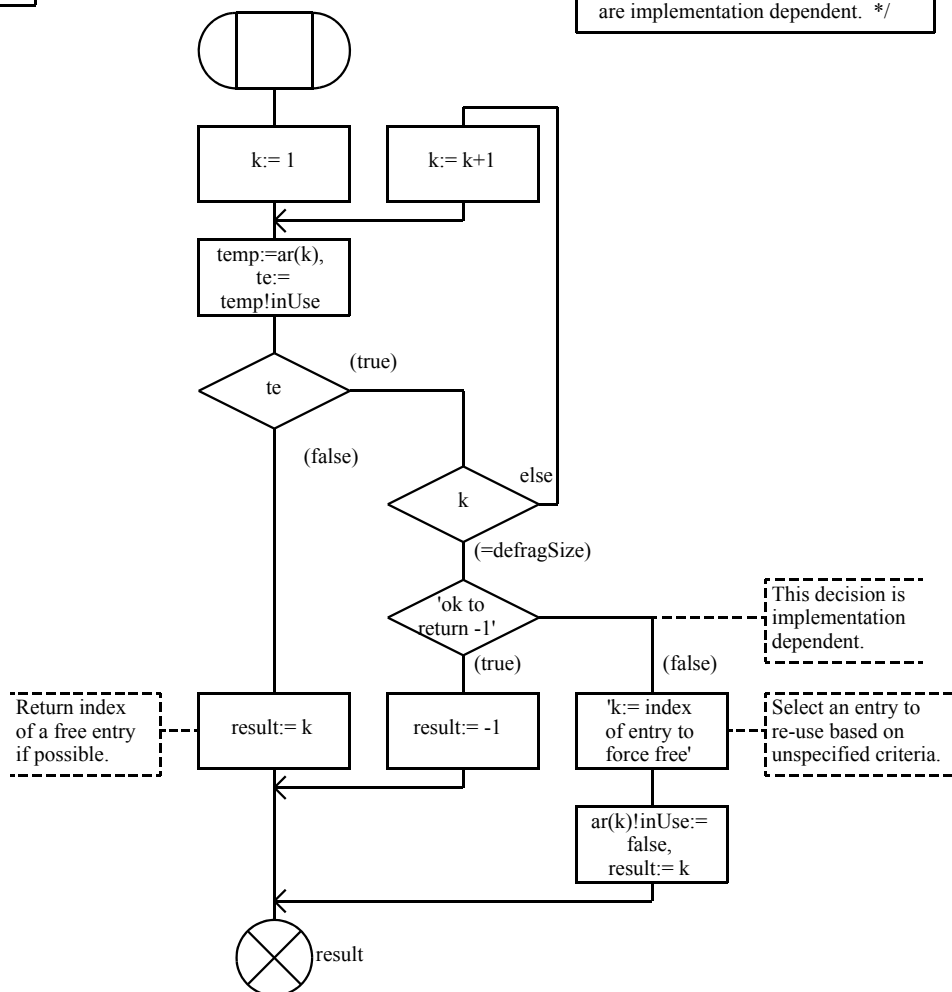 are implementation dependent. */
k:= 1
k:= k+1
temp:=ar(k),
te:=
temp!inUse
(true)
te
(false)
else
k
(=defragSize)
'ok to
return -1'
This decision is
implementation
dependent.
(true)
(false)
Return index
of a free entry
if possible.
result:= k
result:= -1
'k:= index
of entry to
force free'
Select an entry to
re-use based on
unspecified criteria.
ar(k)!inUse:=
false,
result:= k
result